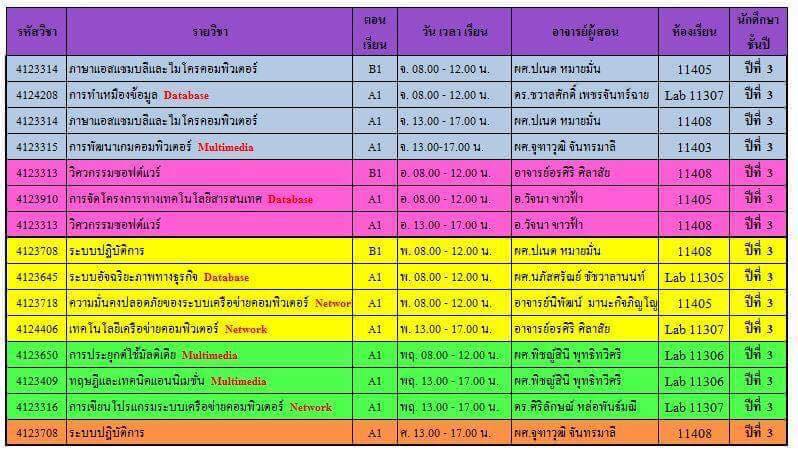 รหัสวิชา รายวิชา ตอนเรียน วัน เวลา เรียน อาจารย์ผู้สอน ห้องเรียน นักศึกษาชั้นปี
4123314 ภาษาแอสเซมบลีและไมโครคอมพิวเตอร์ B1 จ. 08.00 - 12.00 น. ผศ.ปเนต หมายมั่น 11405 ปีที่ 3
4124208 การทำเหมืองข้อมูล Database A1 จ. 08.00 - 12.00 น. ดร.ชวาลศักดิ์ เพชรจันทร์ฉาย Lab 11307 ปีที่ 3
4123314 ภาษาแอสเซมบลีและไมโครคอมพิวเตอร์ A1 จ. 13.00 - 17.00 น. ผศ.ปเนต หมายมั่น 11408 ปีที่ 3
4123315 การพัฒนาเกมคอมพิวเตอร์ Multimedia A1 จ. 13.00-17.00 น. ผศ.จุฑาวุฒิ จันทรมาลี 11403 ปีที่ 3
4123313 วิศวกรรมซอฟต์แวร์ B1 อ. 08.00 - 12.00 น. อาจารย์อรศิริ ศิลาสัย 11408 ปีที่ 3
4123910 การจัดโครงการทางเทคโนโลยีสารสนเทศ Database A1 อ. 08.00 - 12.00 น. อ.วัจนา ขาวฟ้า 11405 ปีที่ 3
4123313 วิศวกรรมซอฟต์แวร์ A1 อ. 13.00 - 17.00 น. อ.วัจนา ขาวฟ้า 11408 ปีที่ 3
4123708 ระบบปฏิบัติการ B1 พ. 08.00 - 12.00 น. ผศ.ปเนต หมายมั่น 11408 ปีที่ 3
4123645 ระบบอัจฉริยะภาพทางธุรกิจ Database A1 พ. 08.00 - 12.00 น. ผศ.นภัสศรัณย์ ชัชวาลานนท์ Lab 11305 ปีที่ 3
4123718 ความมั่นคงปลอดภัยของระบบเครือข่ายคอมพิวเตอร์ Networ A1 พ. 08.00 - 12.00 น. อาจารย์นิพัฒน์ มานะกิจภิญโญ 11405 ปีที่ 3
4124406 เทคโนโลยีเครือข่ายคอมพิวเตอร์ Network A1 พ. 13.00 - 17.00 น. อาจารย์อรศิริ ศิลาสัย Lab 11307 ปีที่ 3
4123650 การประยุกต์ใช้มัลติเดีย Multimedia A1 พฤ. 08.00 - 12.00 น. ผศ.พิชญ์สินี พุทธิทวีศรี Lab 11306 ปีที่ 3
4123409 ทฤษฎีและเทคนิคแอนนิเมชั่น Multimedia A1 พฤ. 13.00 - 17.00 น. ผศ.พิชญ์สินี พุทธิทวีศรี Lab 11306 ปีที่ 3
4123316 การเขียนโปรแกรมระบบเครือข่ายคอมพิวเตอร์ Network A1 พฤ. 13.00 - 17.00 น. ดร.ศิริลักษณ์ หล่อพันธ์มณี Lab 11307 ปีที่ 3
4123708 ระบบปฏิบัติการ A1 ศ. 13.00 - 17.00 น. ผศ.จุฑาวุฒิ จันทรมาลี 11408 ปีที่ 3